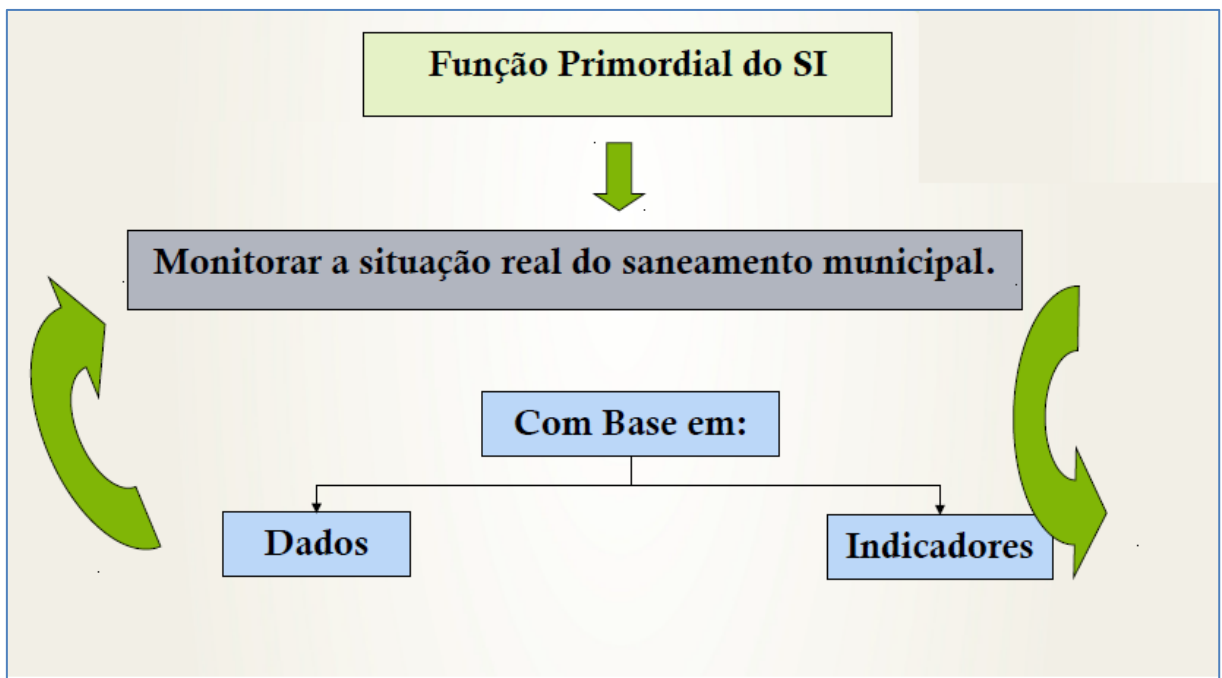 Função Primordial do SI
Monitorar a situação real do saneamento municipal.
Com Base em:
Dados
Indicadores